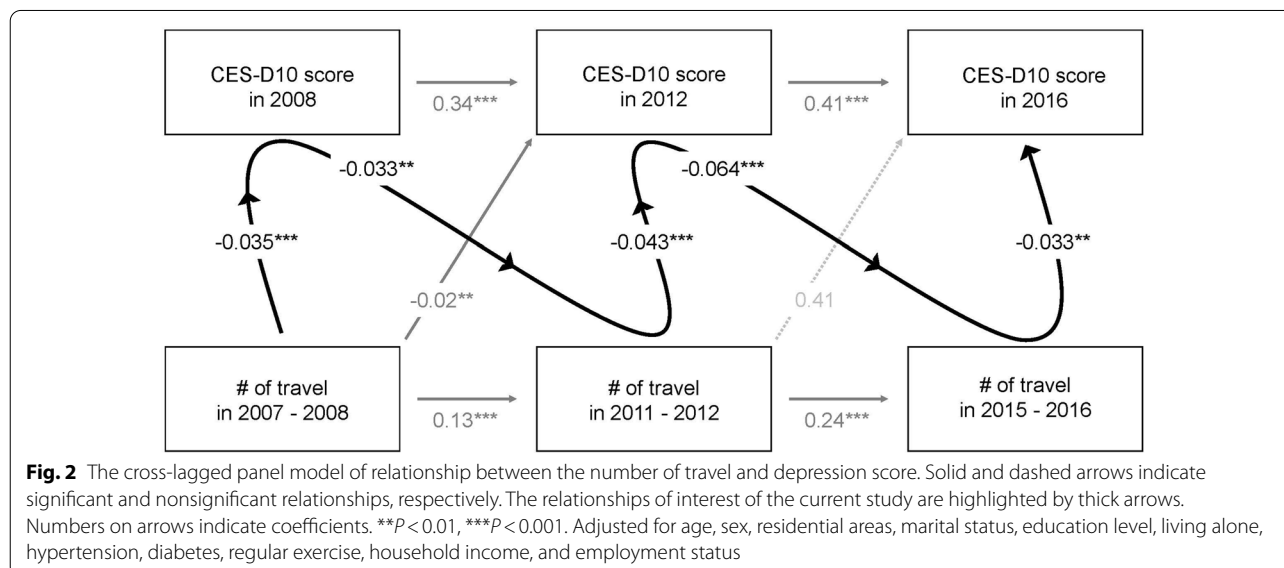 CES-D10 score
in 2008
0.34***
CES-D10 score
in 2012
0.41***
CES-D10 score
in 2016
-0.033**
-0.064***
-0.035***
-0.043***
-0.033**
-0.02**
0.41
# of travel
in 2007 - 2008
0.13***
# of travel
in 2011 - 2012
0.24***
# of travel
in 2015 - 2016
Fig. 2 The cross-lagged panel model of relationship between the number of travel and depression score. Solid and dashed arrows indicate
significant and nonsignificant relationships, respectively. The relationships of interest of the current study are highlighted by thick arrows.
Numbers on arrows indicate coefficients. **P < 0.01, ***P < 0.001. Adjusted for age, sex, residential areas, marital status, education level, living alone,
hypertension, diabetes, regular exercise, household income, and employment status